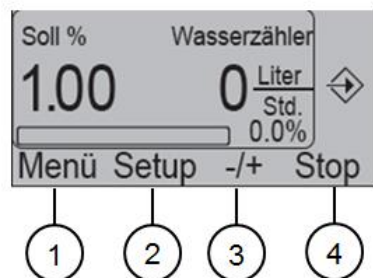 Soll % Wasserzähler
1.00 0 Liter
Std.
0.0%
Menü Setup -/+ Stop
1 2 3 4